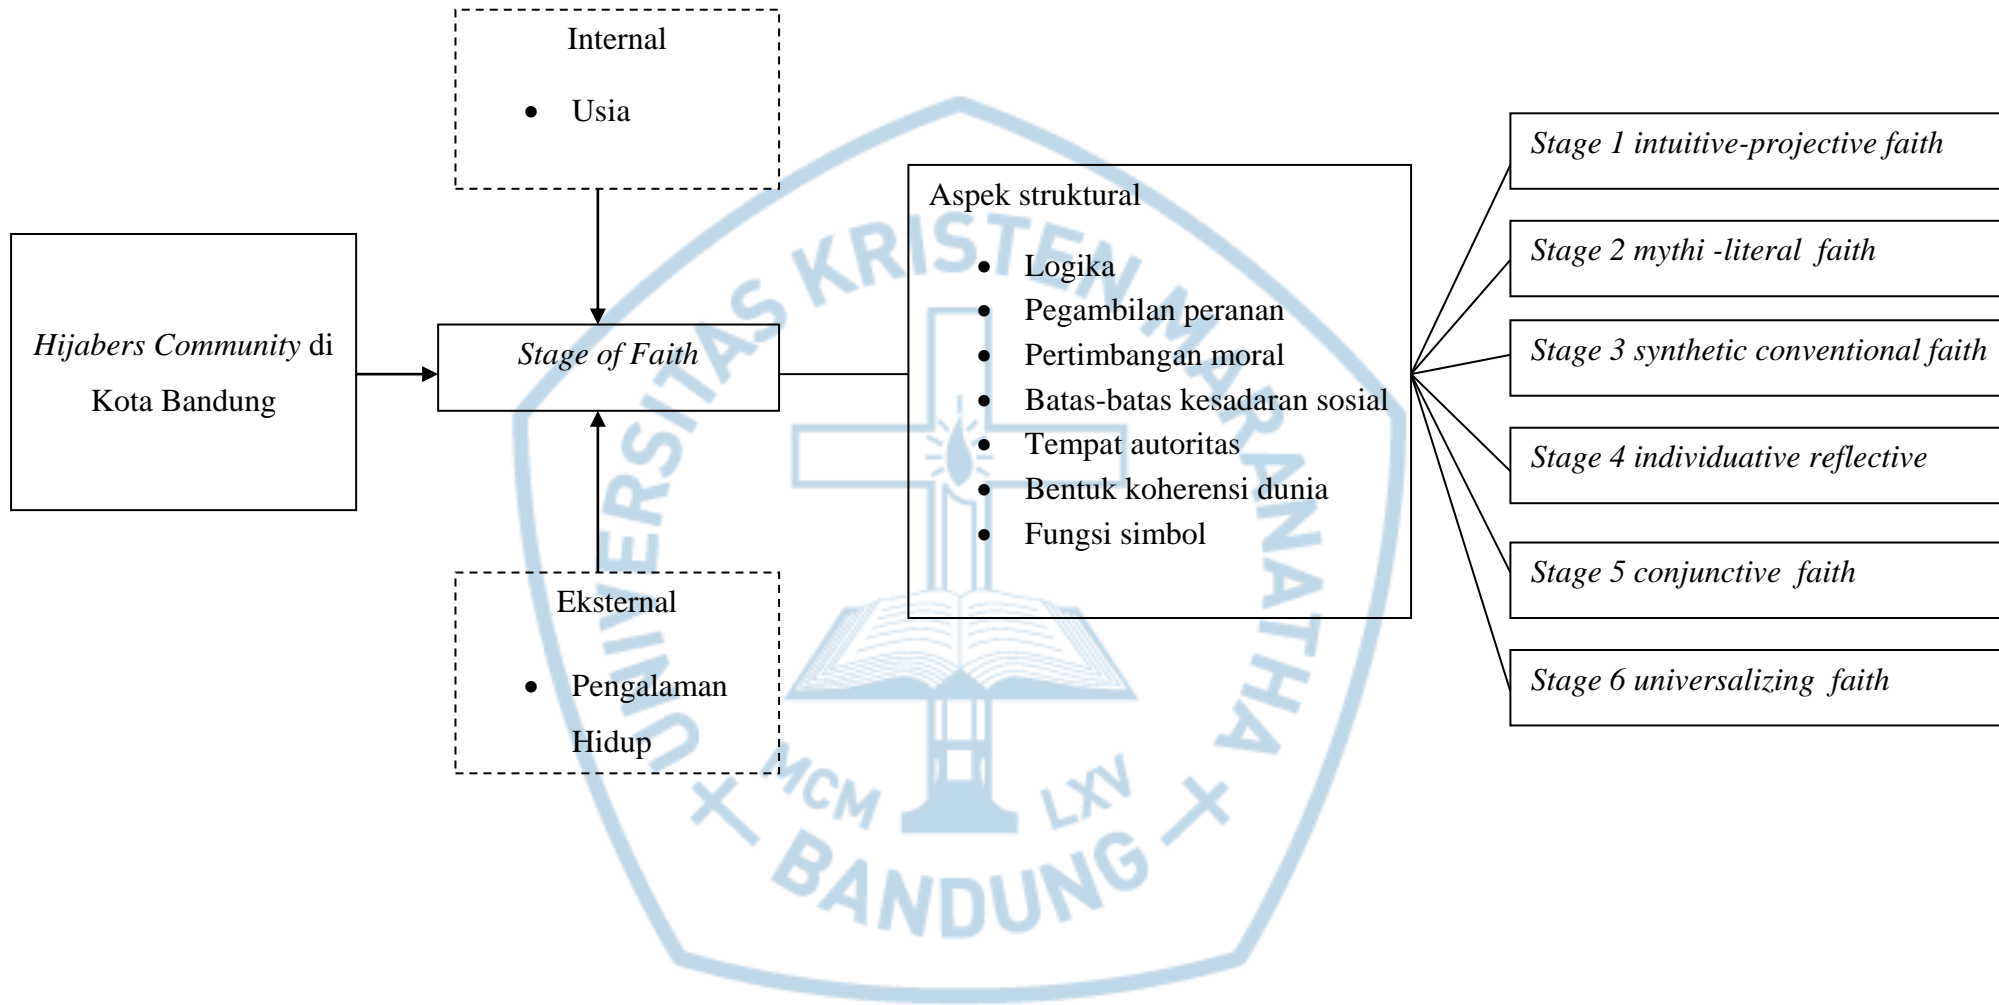 Internal
• Usia
Hijabers Community di
Kota Bandung
Stage of Faith
Eksternal
• Pengalaman
Hidup
Aspek struktural
• Logika
• Pegambilan peranan
• Pertimbangan moral
• Batas-batas kesadaran sosial
• Tempat autoritas
• Bentuk koherensi dunia
• Fungsi simbol
Stage 1 intuitive-projective faith
Stage 2 mythi -literal faith
Stage 3 synthetic conventional faith
Stage 4 individuative reflective
Stage 5 conjunctive faith
Stage 6 universalizing faith
UNIVERSITAS KRISTEN MARANATHA
MCM LXV
BANDUNG